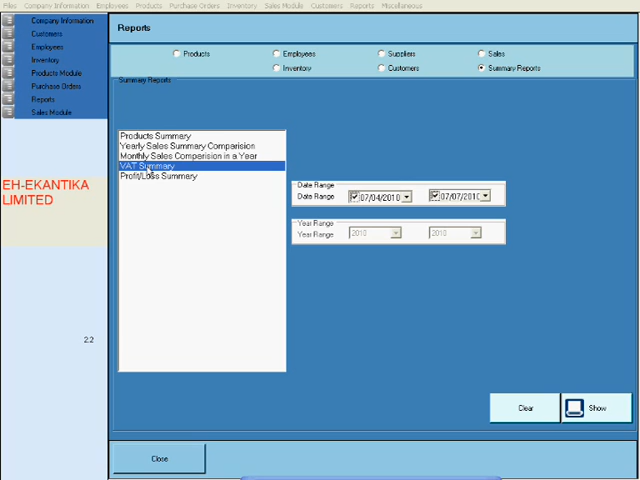 Files Company Information Employees Products Purchase Orders Inventory Sales Module Customers Reports Miscellaneous
Company Information
Customers
Employees
Inventory
Products Module
Purchase Orders
Reports
Sales Module
EH-EKANTIKA
LIMITED
2.2
Reports
Products Employees Suppliers Sales
Inventory Customers Summary Reports
Summary Reports
Products Summary
Yearly Sales Summary Comparision
Monthly Sales Comparision in a Year
VAT Summary
Profit/Loss Summary
Date Range
Date Range 07/04/2010 07/07/2010
Year Range
Year Range 2010 2010
Clear Show
Close